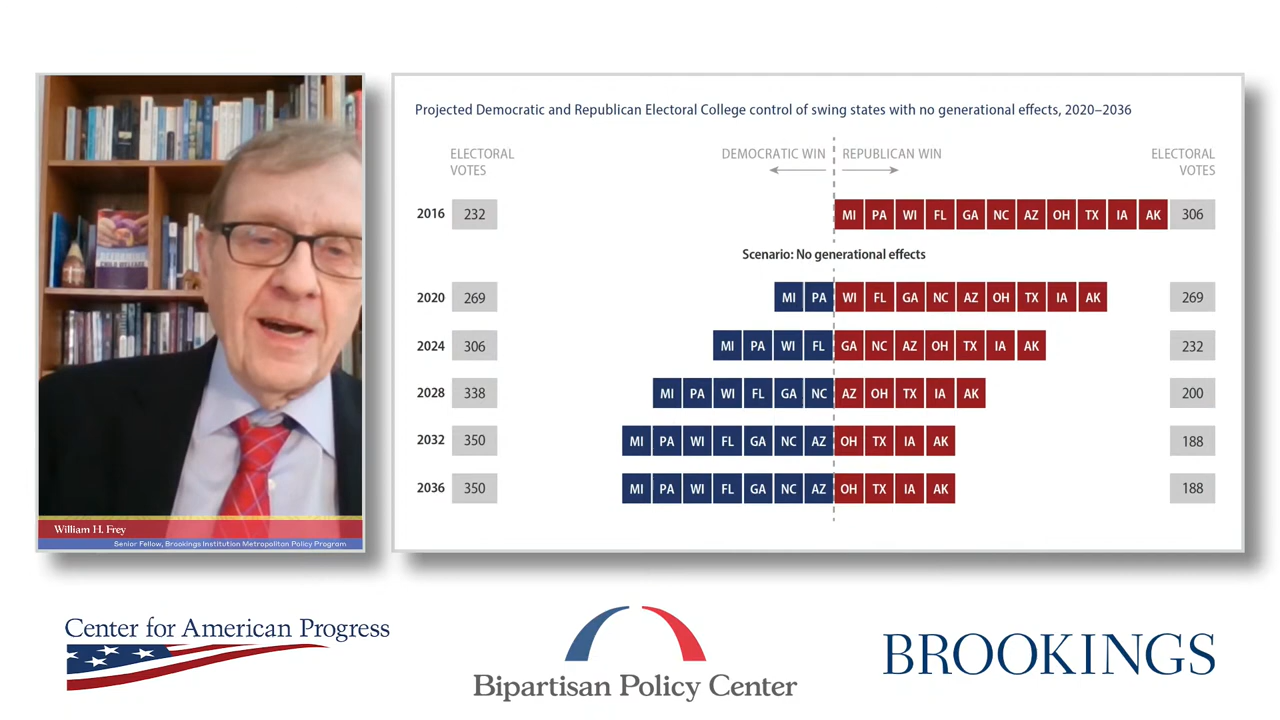 Projected Democratic and Republican Electoral College control of swing states with no generational effects, 2020–2036
ELECTORAL
VOTES
DEMOCRATIC WIN
REPUBLICAN WIN
ELECTORAL
VOTES
2016 232 MI PA WI FL GA NC AZ OH TX IA AK 306
Scenario: No generational effects
2020 269 MI PA WI FL GA NC AZ OH TX IA AK 269
2024 306 MI PA WI FL GA NC AZ OH TX IA AK 232
2028 338 MI PA WI FL GA NC AZ OH TX IA AK 200
2032 350 MI PA WI FL GA NC AZ OH TX IA AK 188
2036 350 MI PA WI FL GA NC AZ OH TX IA AK 188
William H. Frey
Senior Fellow, Brookings Institution Metropolitan Policy Program
Center for American Progress
Bipartisan Policy Center
BROOKINGS